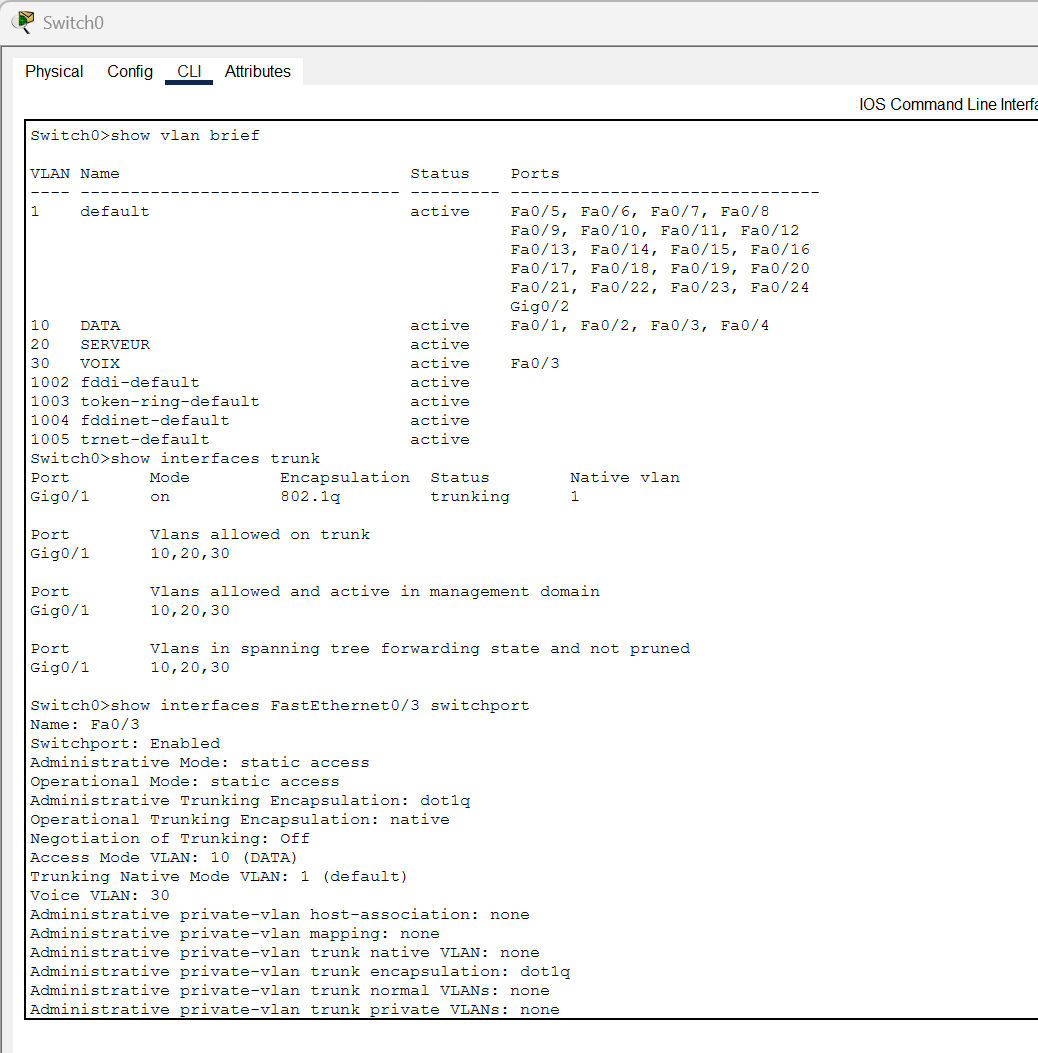 Switch0
Physical Config CLI Attributes
IOS Command Line
Switch0>show vlan brief
VLAN Name Status Ports
---- -------------------------------- --------- -------------------------------
1 default active Fa0/5, Fa0/6, Fa0/7, Fa0/8
Fa0/9, Fa0/10, Fa0/11, Fa0/12
Fa0/13, Fa0/14, Fa0/15, Fa0/16
Fa0/17, Fa0/18, Fa0/19, Fa0/20
Fa0/21, Fa0/22, Fa0/23, Fa0/24
Gig0/2
10 DATA active Fa0/1, Fa0/2, Fa0/3, Fa0/4
20 SERVEUR active
30 VOIX active Fa0/3
1002 fddi-default active
1003 token-ring-default active
1004 fddinet-default active
1005 trnet-default active
Switch0>show interfaces trunk
Port Mode Encapsulation Status Native vlan
Gig0/1 on 802.1q trunking 1
Port Vlans allowed on trunk
Gig0/1 10,20,30
Port Vlans allowed and active in management domain
Gig0/1 10,20,30
Port Vlans in spanning tree forwarding state and not pruned
Gig0/1 10,20,30
Switch0>show interfaces FastEthernet0/3 switchport
Name: Fa0/3
Switchport: Enabled
Administrative Mode: static access
Operational Mode: static access
Administrative Trunking Encapsulation: dot1q
Operational Trunking Encapsulation: native
Negotiation of Trunking: Off
Access Mode VLAN: 10 (DATA)
Trunking Native Mode VLAN: 1 (default)
Voice VLAN: 30
Administrative private-vlan host-association: none
Administrative private-vlan mapping: none
Administrative private-vlan trunk native VLAN: none
Administrative private-vlan trunk encapsulation: dot1q
Administrative private-vlan trunk normal VLANs: none
Administrative private-vlan trunk private VLANs: none